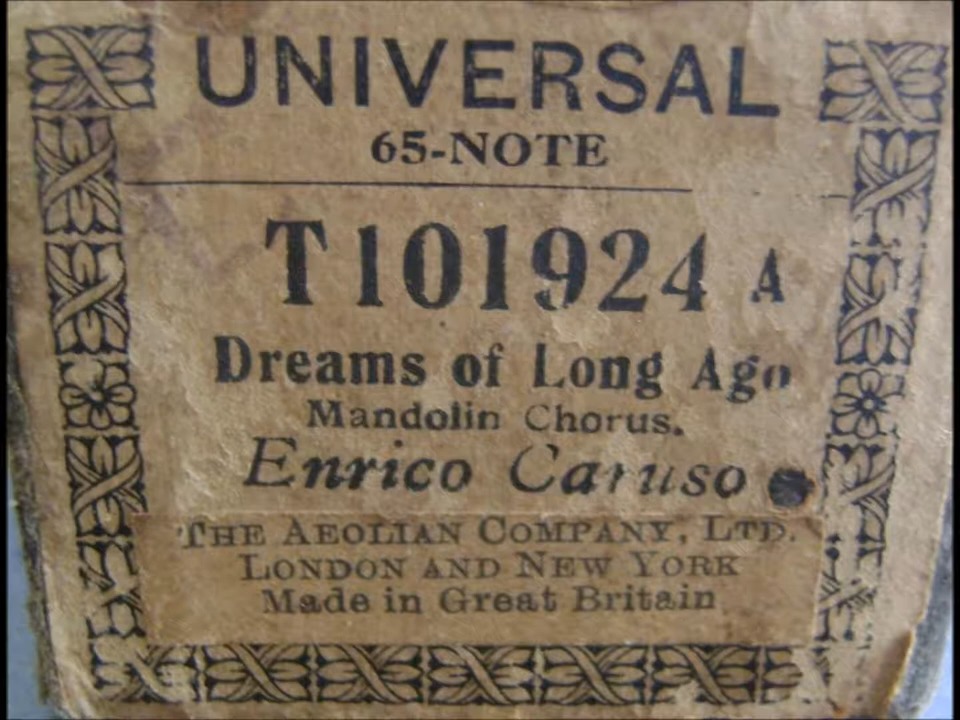 UNIVERSAL
65-NOTE
T101924 A
Dreams of Long Ago
Mandolin Chorus.
Enrico Caruso
THE AEOLIAN COMPANY, LTD.
LONDON AND NEW YORK
Made in Great Britain